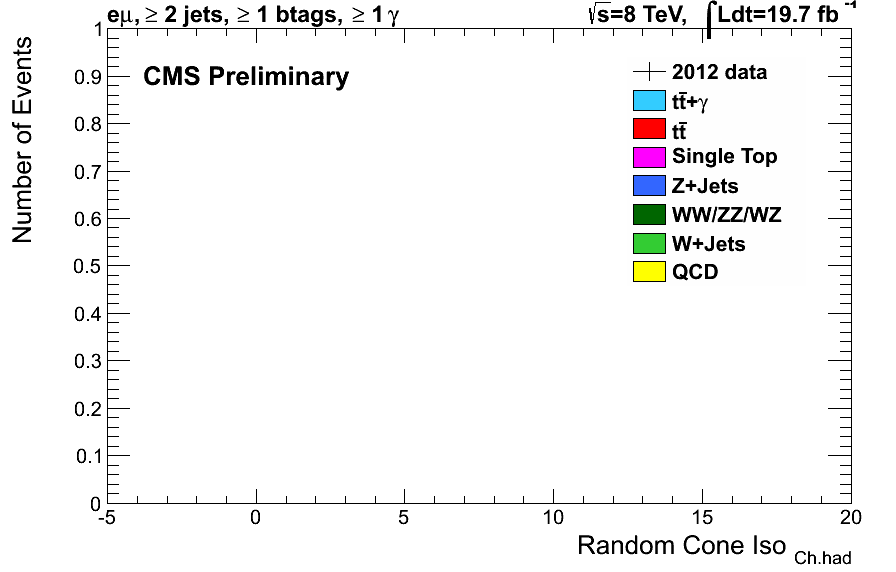 eμ, ≥ 2 jets, ≥ 1 btags, ≥ 1 γ
√s=8 TeV, ∫Ldt=19.7 fb⁻¹
CMS Preliminary
2012 data
tt̄+γ
tt̄
Single Top
Z+Jets
WW/ZZ/WZ
W+Jets
QCD
Number of Events
1
0.9
0.8
0.7
0.6
0.5
0.4
0.3
0.2
0.1
0
-5 0 5 10 15 20
Random Cone Iso Ch.had